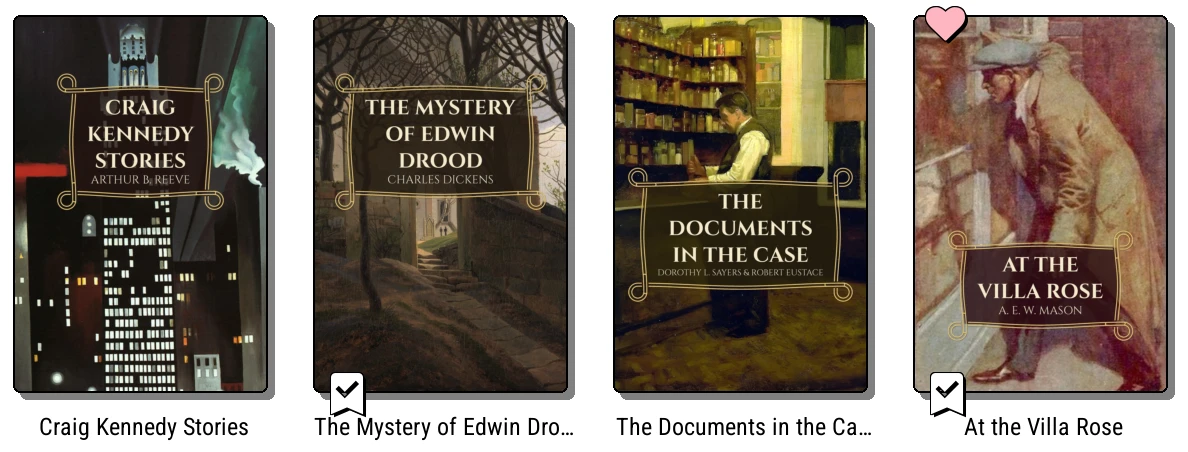 CRAIG
KENNEDY
STORIES
ARTHUR B. REEVE
Craig Kennedy Stories
THE MYSTERY
OF EDWIN
DROOD
CHARLES DICKENS
The Mystery of Edwin Dro...
THE
DOCUMENTS
IN THE CASE
DOROTHY L. SAYERS & ROBERT EUSTACE
The Documents in the Ca...
AT THE
VILLA ROSE
A. E. W. MASON
At the Villa Rose